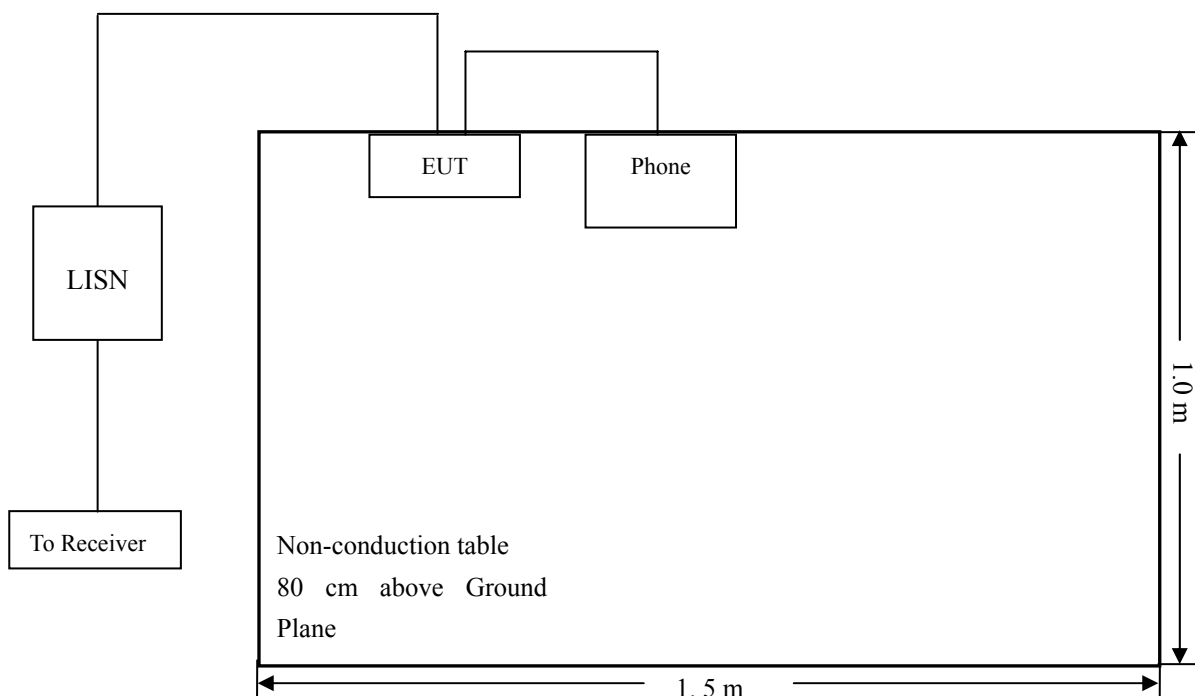 EUT
Phone
LISN
1.0 m
To Receiver
Non-conduction table
80 cm above Ground
Plane
1. 5 m